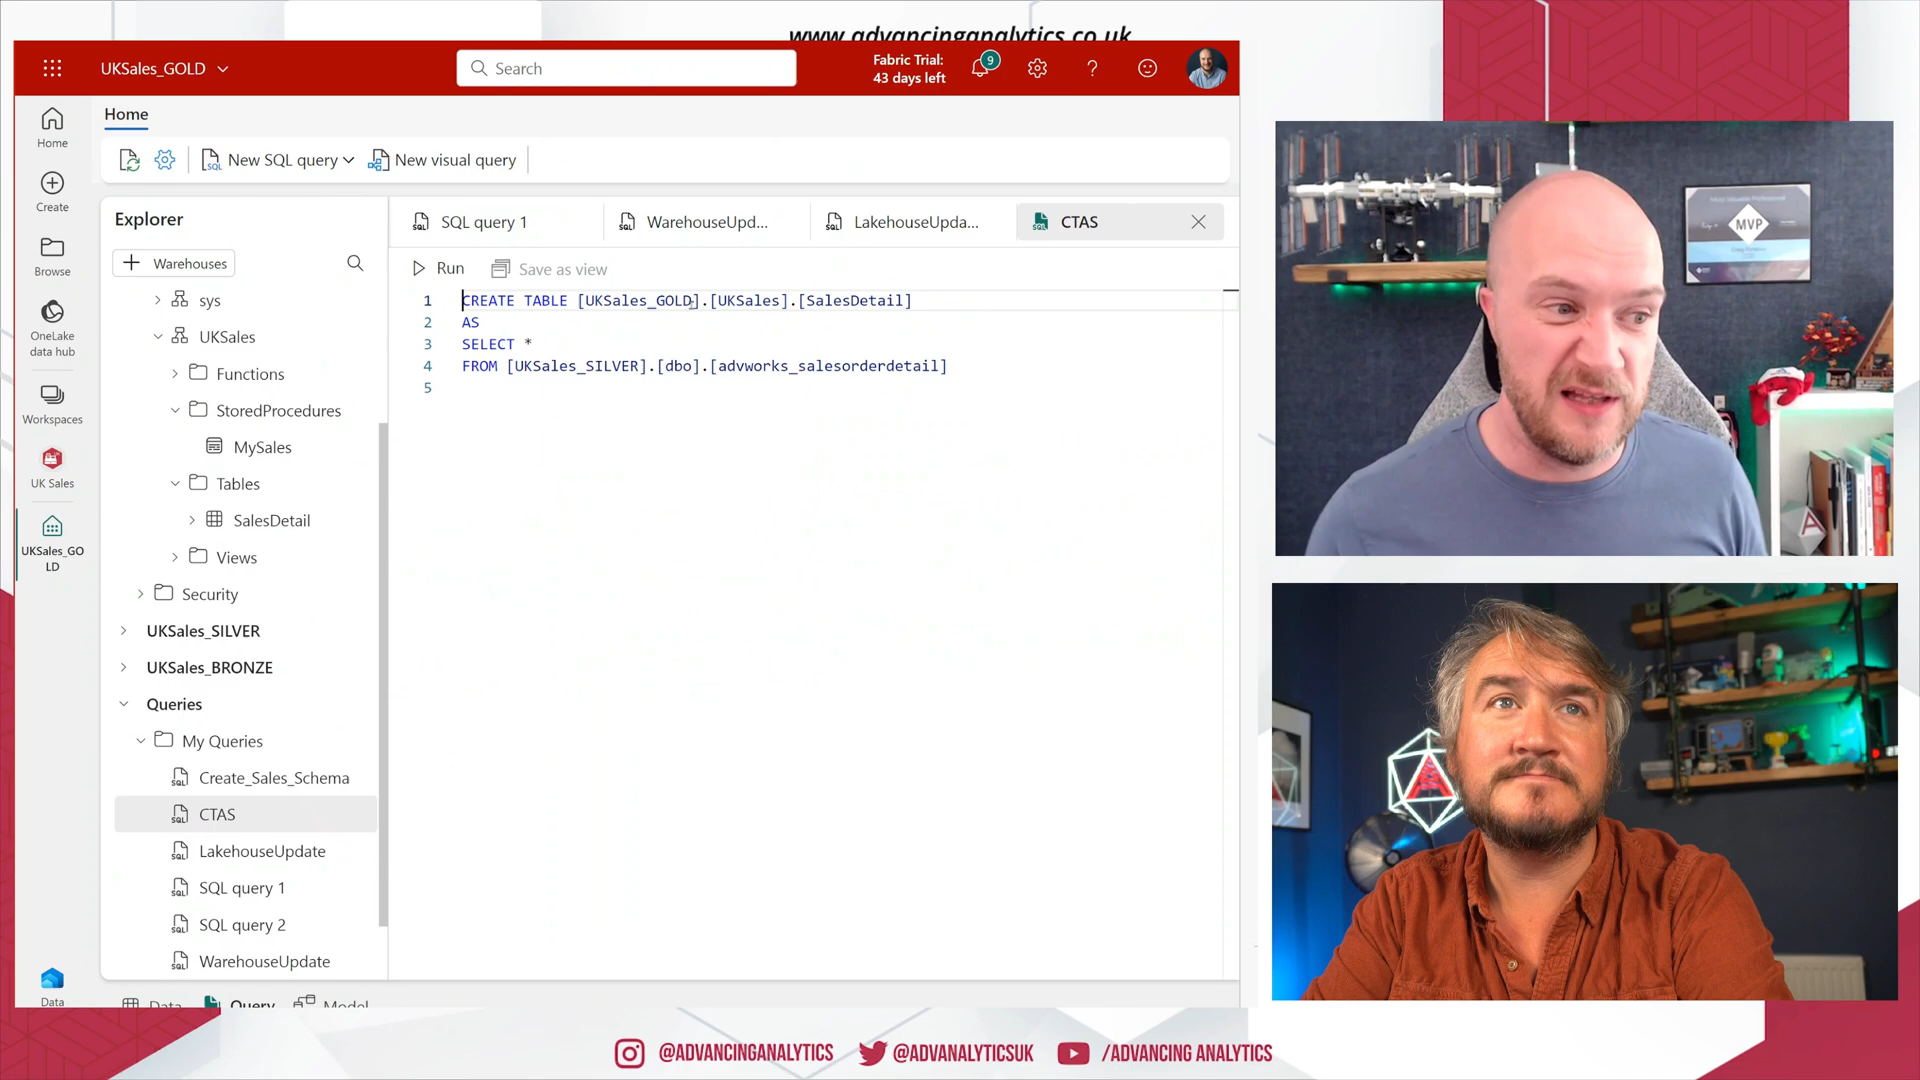 www.advancinganalytics.co.uk
UKSales_GOLD
Search
Fabric Trial:
43 days left
9
Home
Home
New SQL query
New visual query
Create
Browse
OneLake
data hub
Workspaces
UK Sales
UKSales_GO
LD
Data
Explorer
Warehouses
sys
UKSales
Functions
StoredProcedures
MySales
Tables
SalesDetail
Views
Security
UKSales_SILVER
UKSales_BRONZE
Queries
My Queries
Create_Sales_Schema
CTAS
LakehouseUpdate
SQL query 1
SQL query 2
WarehouseUpdate
SQL query 1
WarehouseUpd...
LakehouseUpda...
CTAS
Run
Save as view
1 CREATE TABLE [UKSales_GOLD].[UKSales].[SalesDetail]
2 AS
3 SELECT *
4 FROM [UKSales_SILVER].[dbo].[advworks_salesorderdetail]
5
Data
Query
Model
MVP
@ADVANCINGANALYTICS
@ADVANALYTICSUK
/ADVANCING ANALYTICS